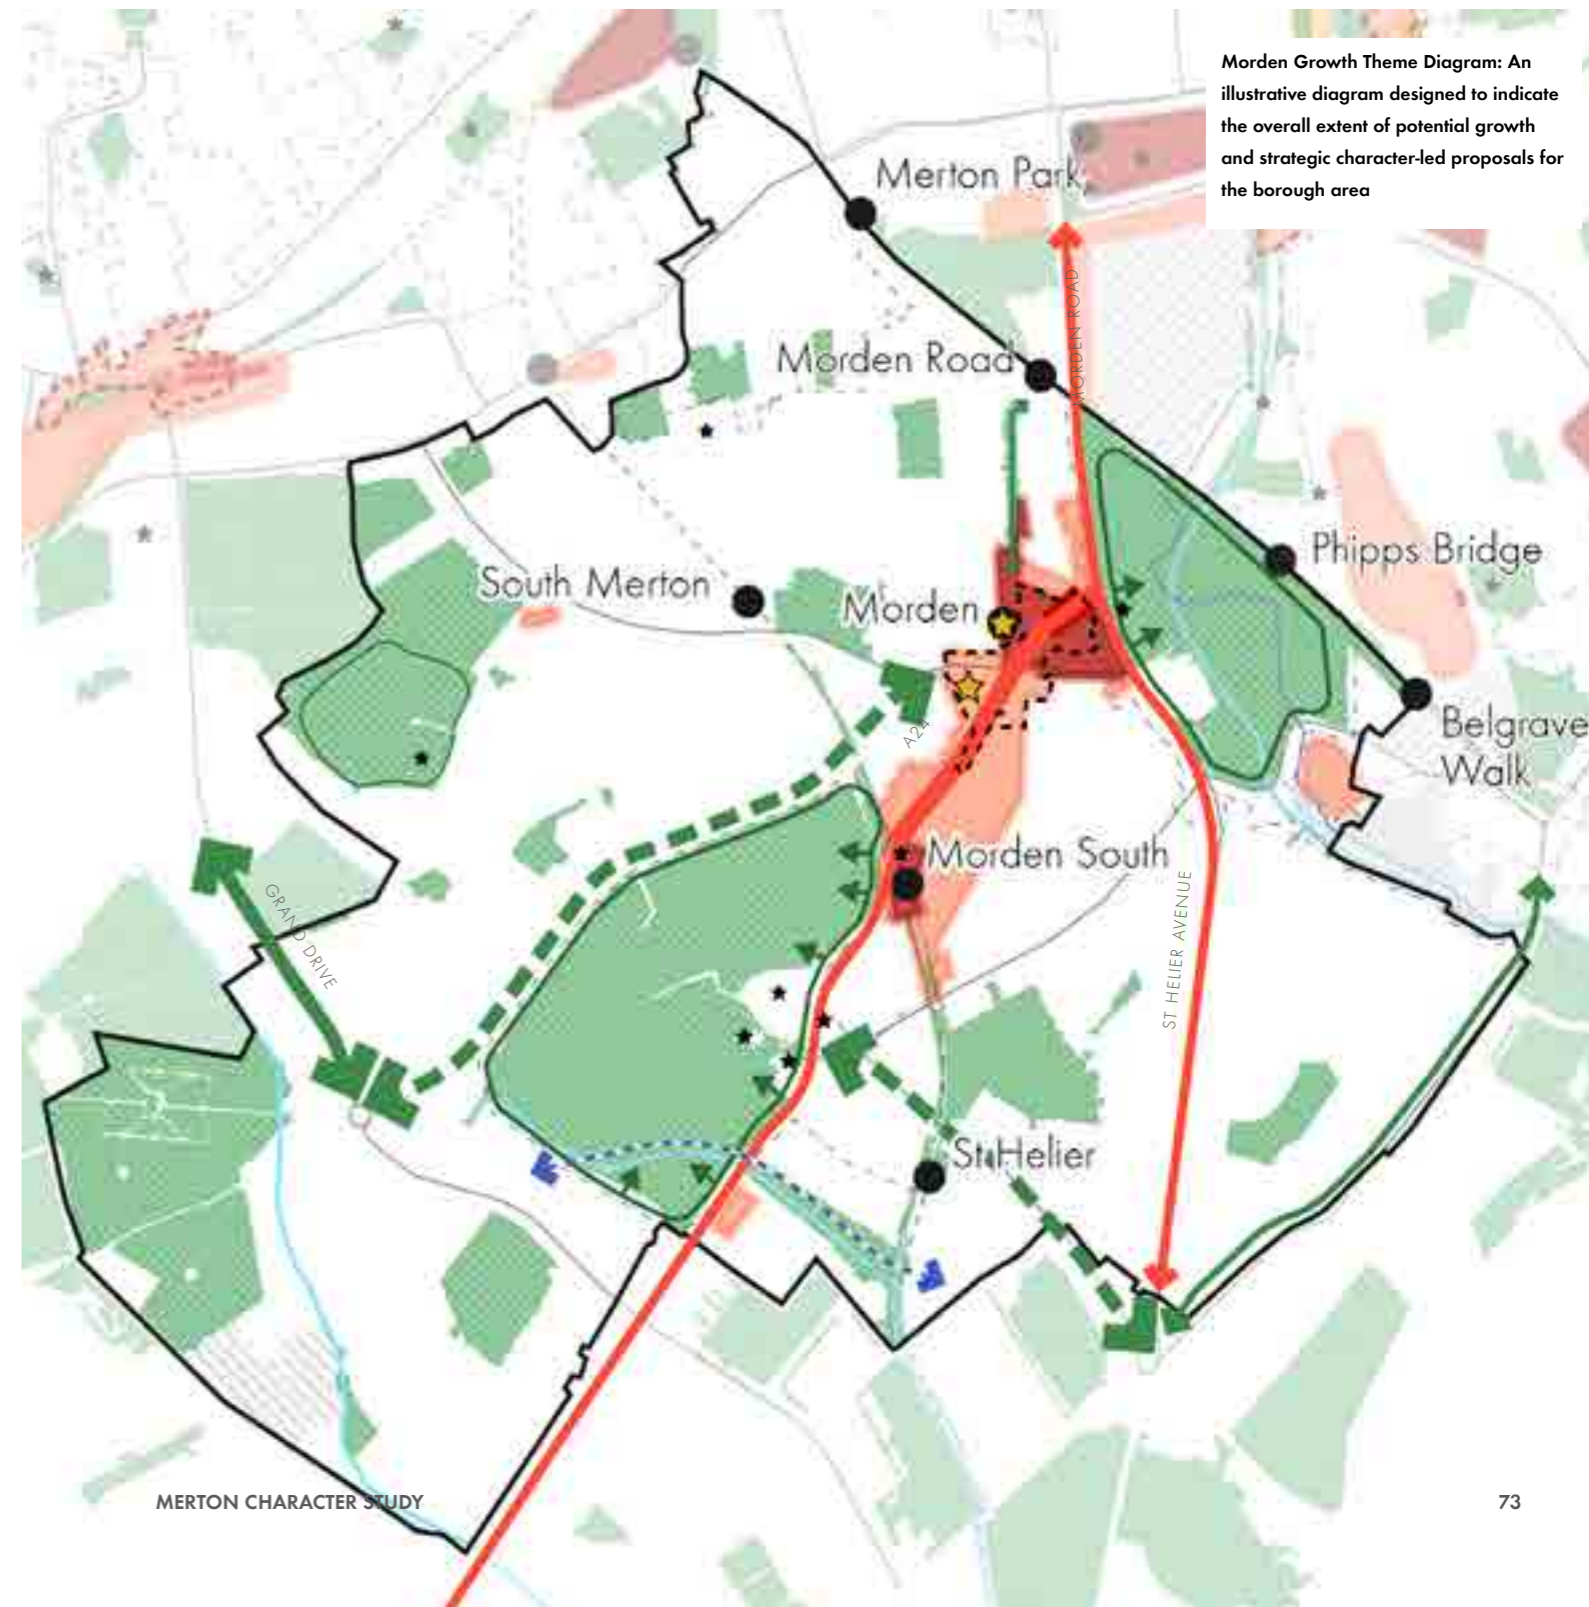 Morden Growth Theme Diagram: An
illustrative diagram designed to indicate
the overall extent of potential growth
and strategic character-led proposals for
the borough area
Merton Park
MORDEN ROAD
Morden Road
Phipps Bridge
South Merton
Morden
Belgrave
Walk
A24
Morden South
GRAND DRIVE
ST HELIER AVENUE
St Helier
MERTON CHARACTER STUDY
73